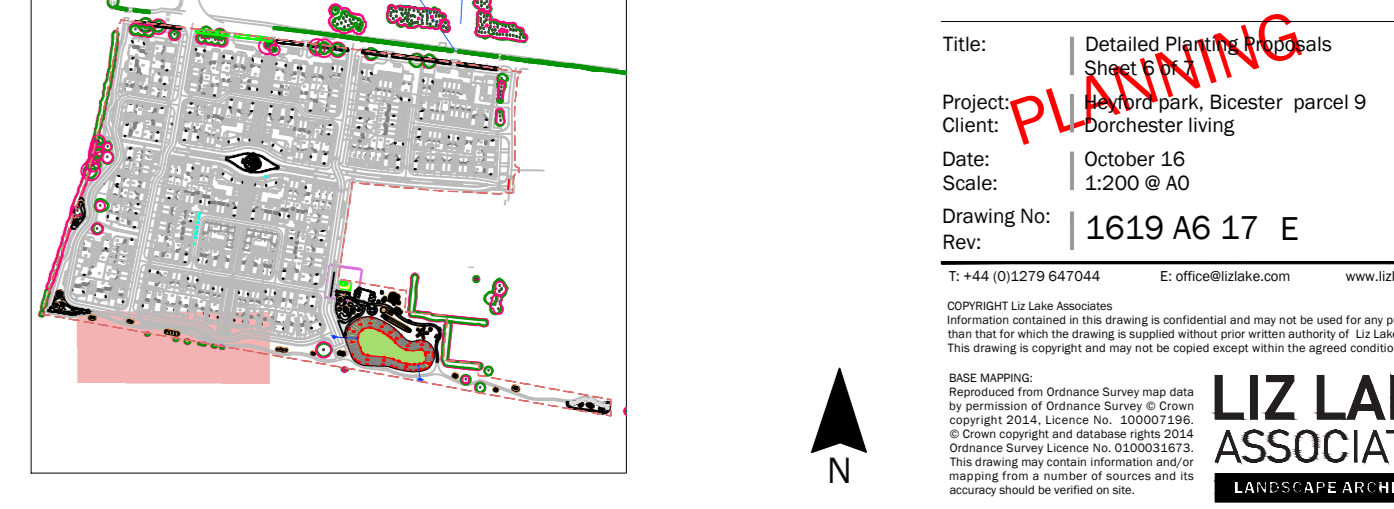 Title: Detailed Planting Proposals
Sheet 6 of 7
PLANNING
Project: Heyford park, Bicester parcel 9
Client: Dorchester living
Date: October 16
Scale: 1:200 @ A0
Drawing No: 1619 A6 17 E
Rev:
T: +44 (0)1279 647044 E: office@lizlake.com www.lizl
COPYRIGHT Liz Lake Associates
Information contained in this drawing is confidential and may not be used for any p
than that for which the drawing is supplied without prior written authority of Liz Lake
This drawing is copyright and may not be copied except within the agreed conditio
BASE MAPPING:
Reproduced from Ordnance Survey map data
by permission of Ordnance Survey © Crown
copyright 2014, Licence No. 100007196.
© Crown copyright and database rights 2014
Ordnance Survey Licence No. 0100031673.
This drawing may contain information and/or
mapping from a number of sources and its
accuracy should be verified on site.
LIZ LA
ASSOCIAT
LANDSCAPE ARCHI
N